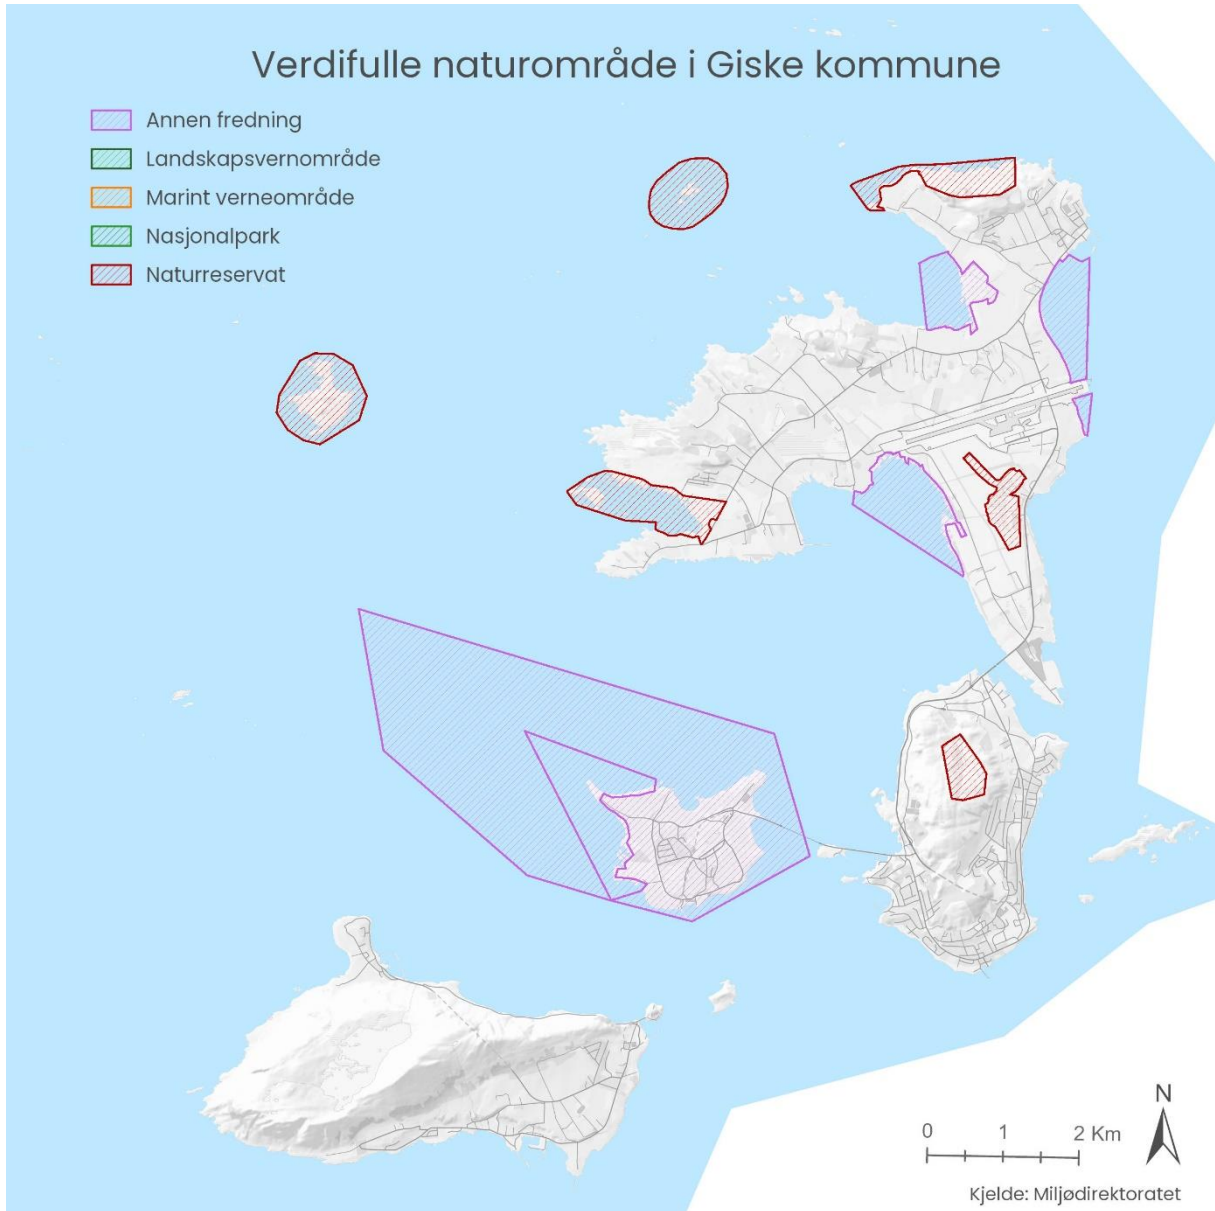 Verdifulle naturområde i Giske kommune
Annen fredning
Landskapsvernområde
Marint verneområde
Nasjonalpark
Naturreservat
N
0 1 2 Km
Kjelde: Miljødirektoratet